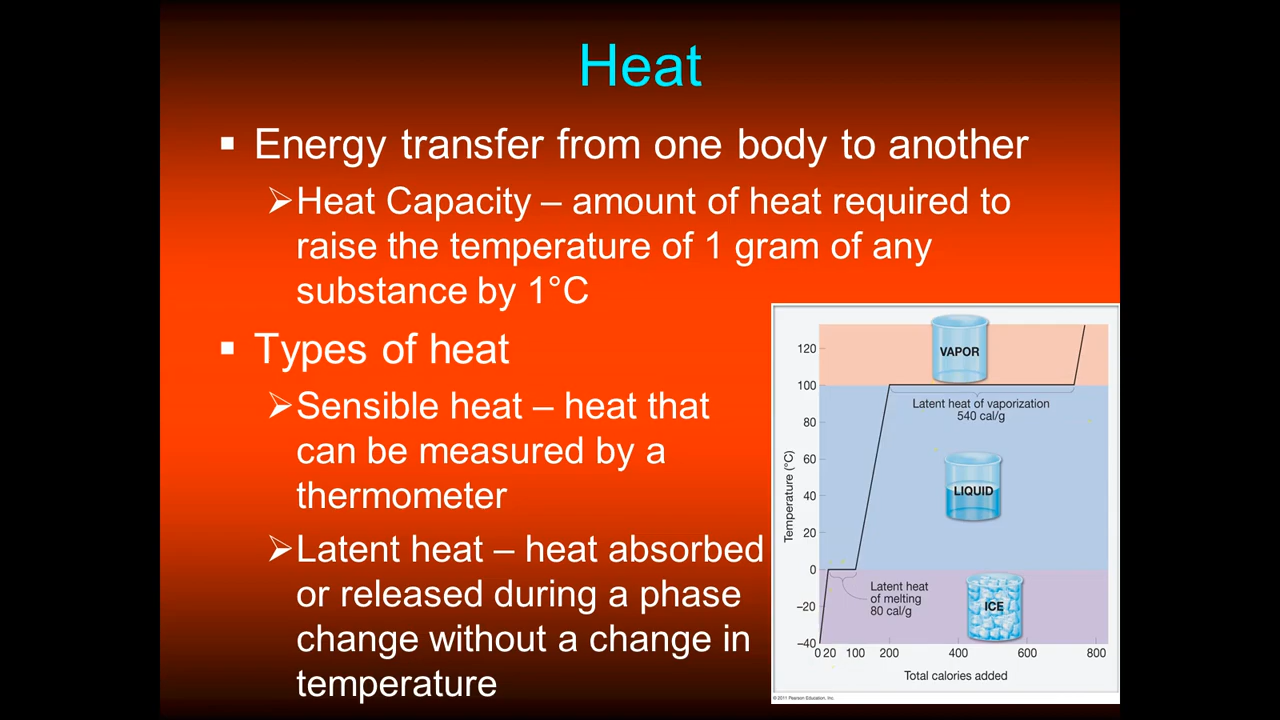 Heat
▪ Energy transfer from one body to another
➢Heat Capacity – amount of heat required to
raise the temperature of 1 gram of any
substance by 1°C
▪ Types of heat
➢Sensible heat – heat that
can be measured by a
thermometer
➢Latent heat – heat absorbed
or released during a phase
change without a change in
temperature
120
100
80
60
40
20
0
–20
–40
Temperature (°C)
VAPOR
Latent heat of vaporization
540 cal/g
LIQUID
Latent heat
of melting
80 cal/g
ICE
0 20 100 200 400 600 800
Total calories added
© 2011 Pearson Education, Inc.